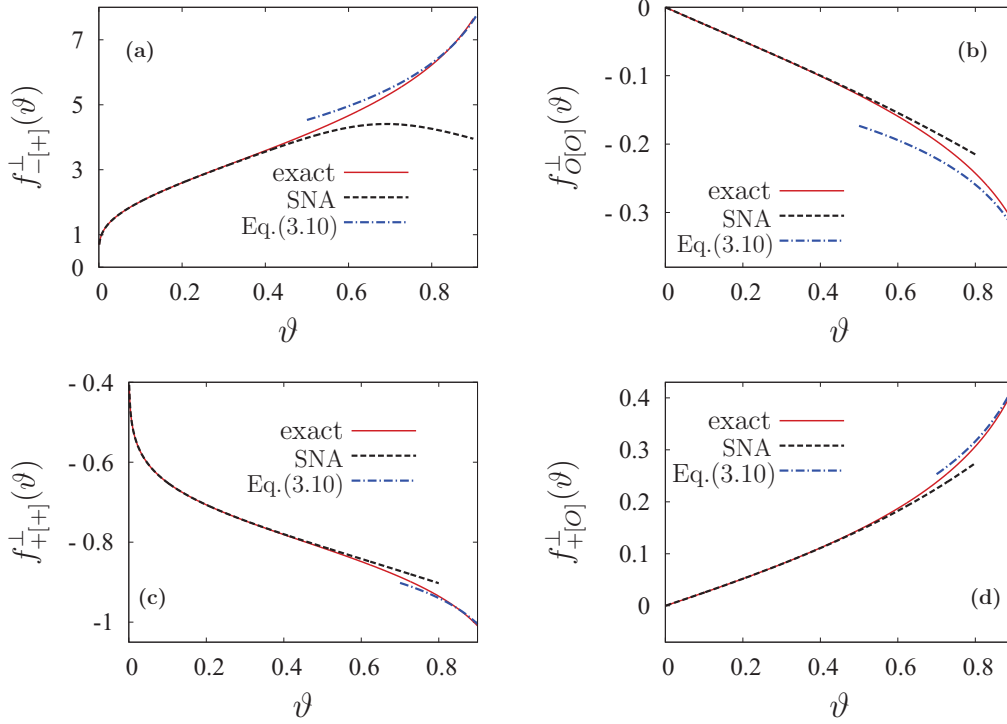 (a)
f⊥−[+](ϑ)
7
5
3
1
0
exact
SNA
Eq.(3.10)
0 0.2 0.4 0.6 0.8
ϑ
(b)
f⊥O[O](ϑ)
0
- 0.1
- 0.2
- 0.3
exact
SNA
Eq.(3.10)
0 0.2 0.4 0.6 0.8
ϑ
(c)
f⊥+[+](ϑ)
- 0.4
- 0.6
- 0.8
-1
exact
SNA
Eq.(3.10)
0 0.2 0.4 0.6 0.8
ϑ
(d)
f⊥+[O](ϑ)
0.4
0.3
0.2
0.1
0
exact
SNA
Eq.(3.10)
0 0.2 0.4 0.6 0.8
ϑ